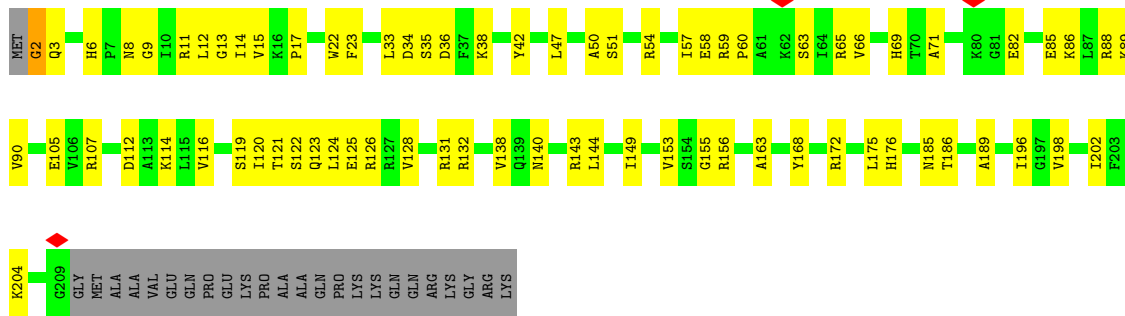 MET G2 Q3 H6 P7 N8 G9 I10 R11 L12 G13 I14 V15 K16 P17 W22 F23 L33 D34 S35 D36 F37 K38 Y42 L47 A50 S51 R54 I57 E58 R59 P60 A61 K62 S63 I64 R65 V66 H69 T70 A71 K80 G81 E82 E85 K86 L87 R88 K89
V90 E105 V106 R107 D112 A113 K114 L115 V116 S119 I120 T121 S122 Q123 L124 E125 R126 R127 V128 R131 R132 V138 Q139 N140 R143 L144 I149 V153 S154 G155 R156 A163 Y168 R172 L175 H176 N185 T186 A189 I196 G197 V198 I202 F203
K204 G209 GLY MET ALA ALA VAL GLU GLN PRO GLU LYS PRO ALA ALA GLN PRO LYS LYS GLN GLN ARG LYS GLY ARG LYS